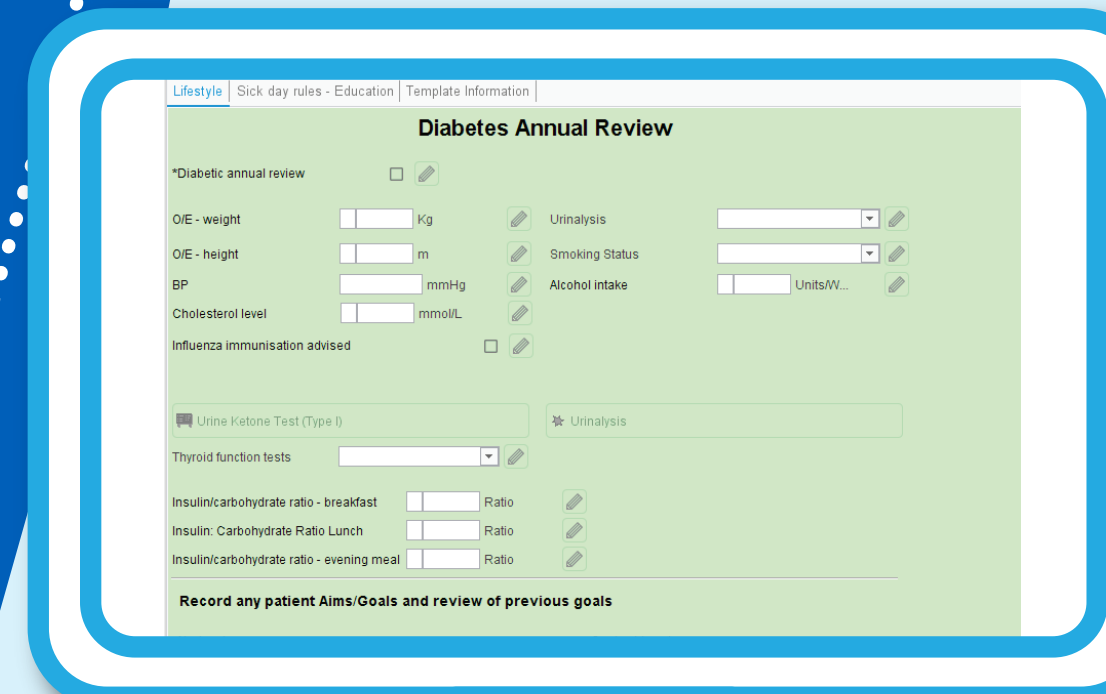 Lifestyle Sick day rules - Education Template Information
Diabetes Annual Review
*Diabetic annual review
O/E - weight Kg Urinalysis
O/E - height m Smoking Status
BP mmHg Alcohol intake Units/W...
Cholesterol level mmol/L
Influenza immunisation advised
Urine Ketone Test (Type I) Urinalysis
Thyroid function tests
Insulin/carbohydrate ratio - breakfast Ratio
Insulin: Carbohydrate Ratio Lunch Ratio
Insulin/carbohydrate ratio - evening meal Ratio
Record any patient Aims/Goals and review of previous goals